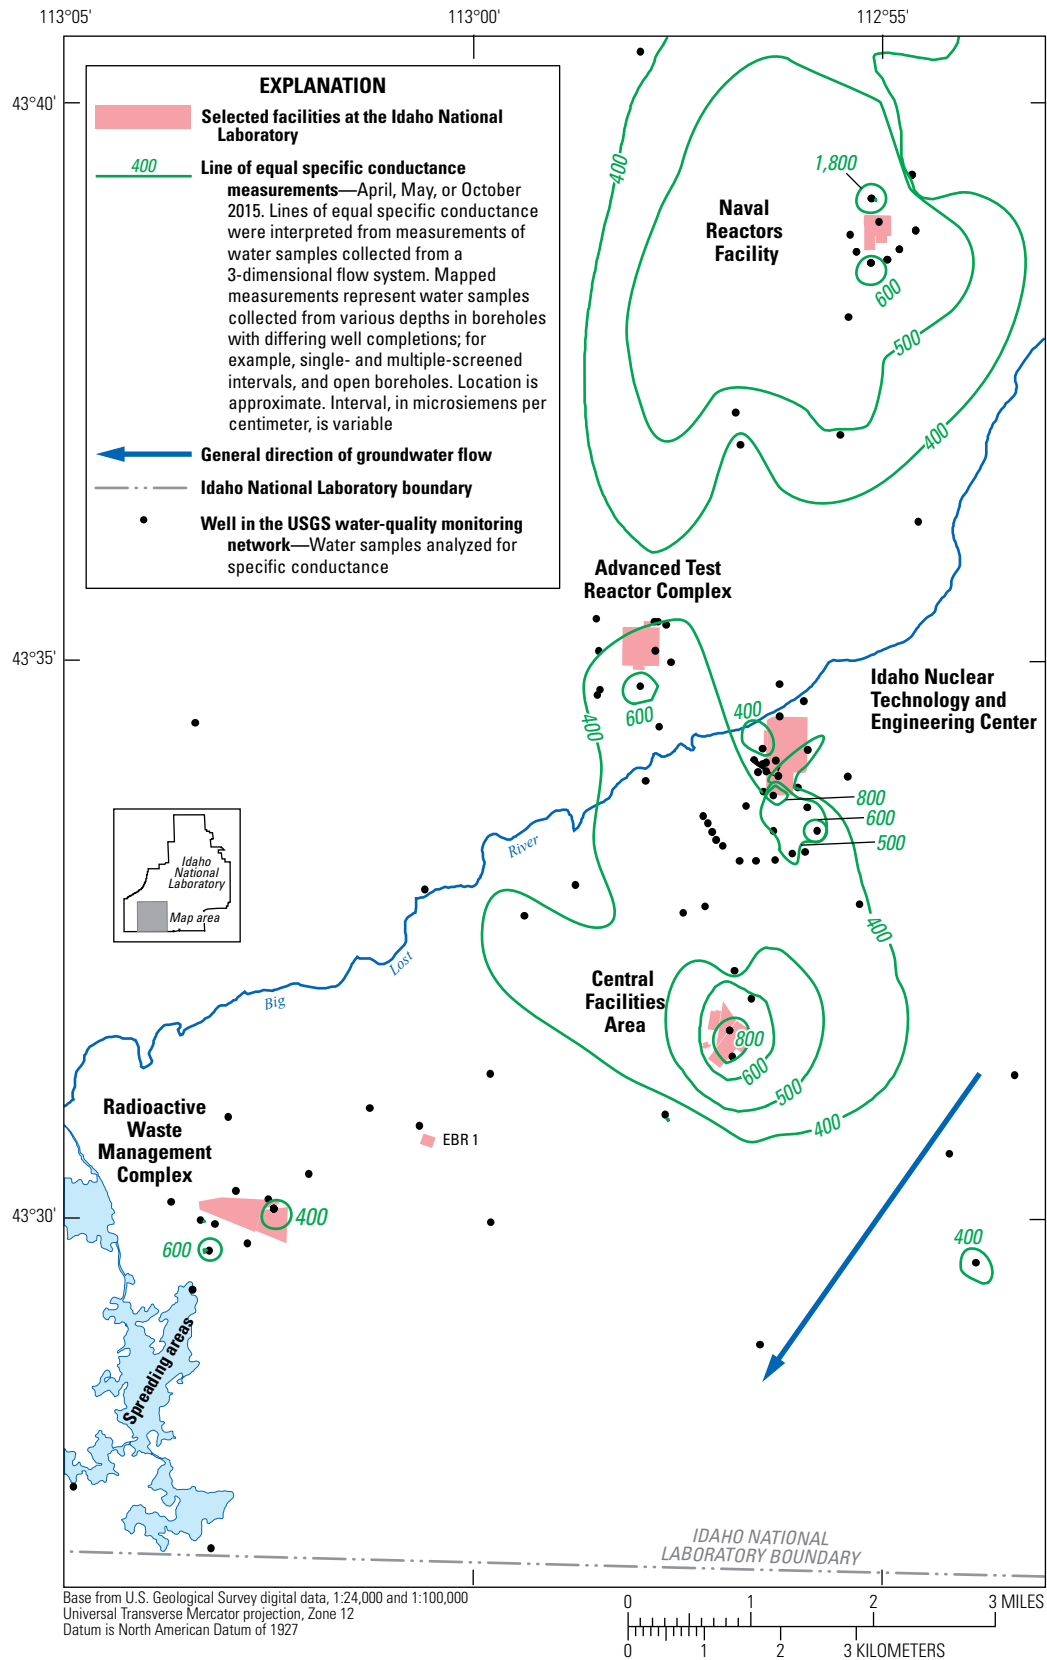 113°05'
113°00'
112°55'
43°40'
EXPLANATION
Selected facilities at the Idaho National
Laboratory
400
Line of equal specific conductance
measurements—April, May, or October
2015. Lines of equal specific conductance
were interpreted from measurements of
water samples collected from a
3-dimensional flow system. Mapped
measurements represent water samples
collected from various depths in boreholes
with differing well completions; for
example, single- and multiple-screened
intervals, and open boreholes. Location is
approximate. Interval, in microsiemens per
centimeter, is variable
General direction of groundwater flow
Idaho National Laboratory boundary
Well in the USGS water-quality monitoring
network—Water samples analyzed for
specific conductance
400
1,800
Naval
Reactors
Facility
600
500
400
Advanced Test
Reactor Complex
43°35'
600
400
400
Idaho Nuclear
Technology and
Engineering Center
800
600
500
River
Idaho
National
Laboratory
Map area
400
Lost
Big
Central
Facilities
Area
800
600
500
400
Radioactive
Waste
Management
Complex
EBR 1
43°30'
400
600
400
Spreading areas
IDAHO NATIONAL
LABORATORY BOUNDARY
Base from U.S. Geological Survey digital data, 1:24,000 and 1:100,000
Universal Transverse Mercator projection, Zone 12
Datum is North American Datum of 1927
0 1 2 3 MILES
0 1 2 3 KILOMETERS